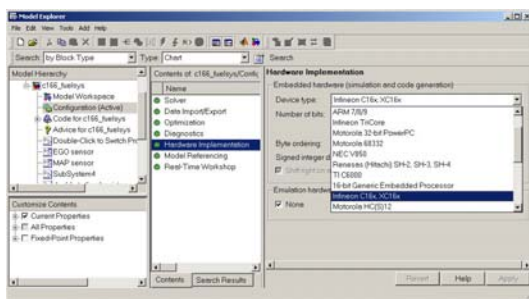 Model Explorer
File Edit View Tools Add Help
Search: by Block Type Type: Chart Search
Model Hierarchy
c166_fuelsys
Model Workspace
Configuration (Active)
Code for c166_fuelsys
Advice for c166_fuelsys
Double-Click to Switch Pro
EGO sensor
MAP sensor
SubSystem4
Customize Contents
Current Properties
All Properties
Fixed-Point Properties
Contents of: c166_fuelsys/Config
Name
Solver
Data Import/Export
Optimization
Diagnostics
Hardware Implementation
Model Referencing
Real-Time Workshop
Contents Search Results
Hardware Implementation
Embedded hardware (simulation and code generation)
Device type: Infineon C16x, XC16x
Number of bits:
Byte ordering:
Signed integer d
Shift right on
Emulation hardw
None
ARM 7/8/9
Infineon TriCore
Motorola 32-bit PowerPC
Motorola 68332
NEC V850
Renesas (Hitachi) SH-2, SH-3, SH-4
TI C6000
16-bit Generic Embedded Processor
Infineon C16x, XC16x
Motorola HC(S)12
Revert Help Apply